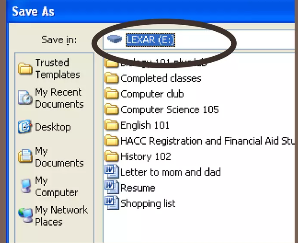 Save As
Save in:
LEXAR (E:)
Trusted
Templates
My Recent
Documents
Desktop
My
Documents
My
Computer
My Network
Places
Biology 101
Completed classes
Computer club
Computer Science 105
English 101
HACC Registration and Financial Aid Stu
History 102
Letter to mom and dad
Resume
Shopping list